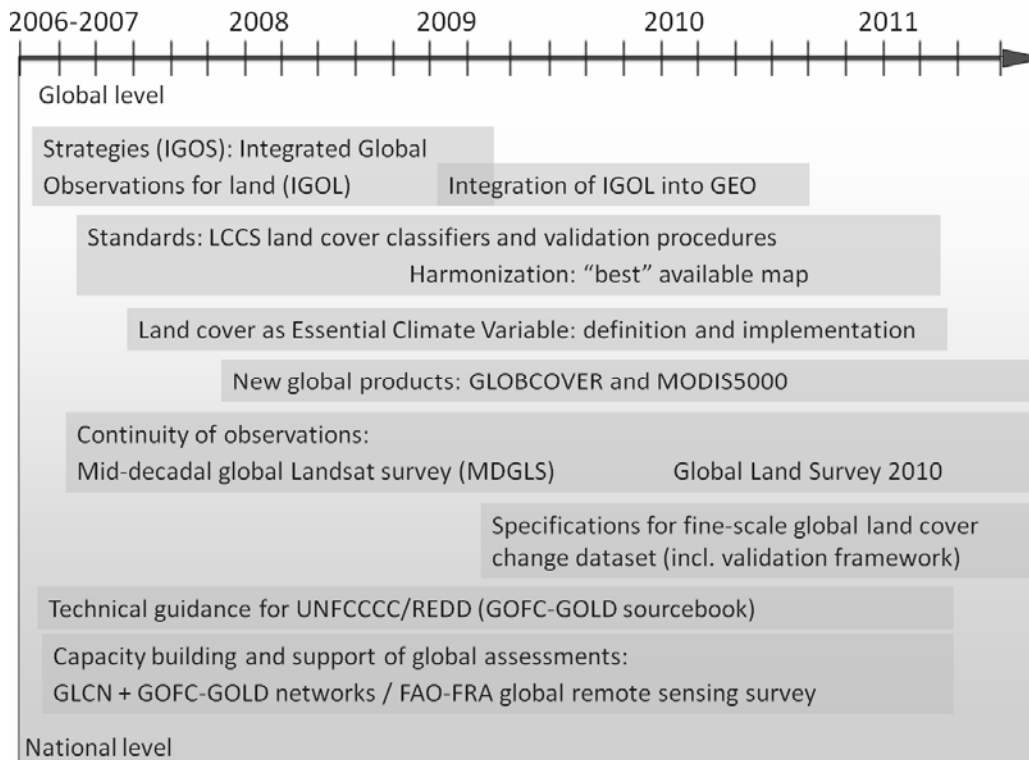 2006-2007 2008 2009 2010 2011
Global level
Strategies (IGOS): Integrated Global
Observations for land (IGOL)
Integration of IGOL into GEO
Standards: LCCS land cover classifiers and validation procedures
Harmonization: “best” available map
Land cover as Essential Climate Variable: definition and implementation
New global products: GLOBCOVER and MODIS5000
Continuity of observations:
Mid-decadal global Landsat survey (MDGLS) Global Land Survey 2010
Specifications for fine-scale global land cover
change dataset (incl. validation framework)
Technical guidance for UNFCCCC/REDD (GOFC-GOLD sourcebook)
Capacity building and support of global assessments:
GLCN + GOFC-GOLD networks / FAO-FRA global remote sensing survey
National level